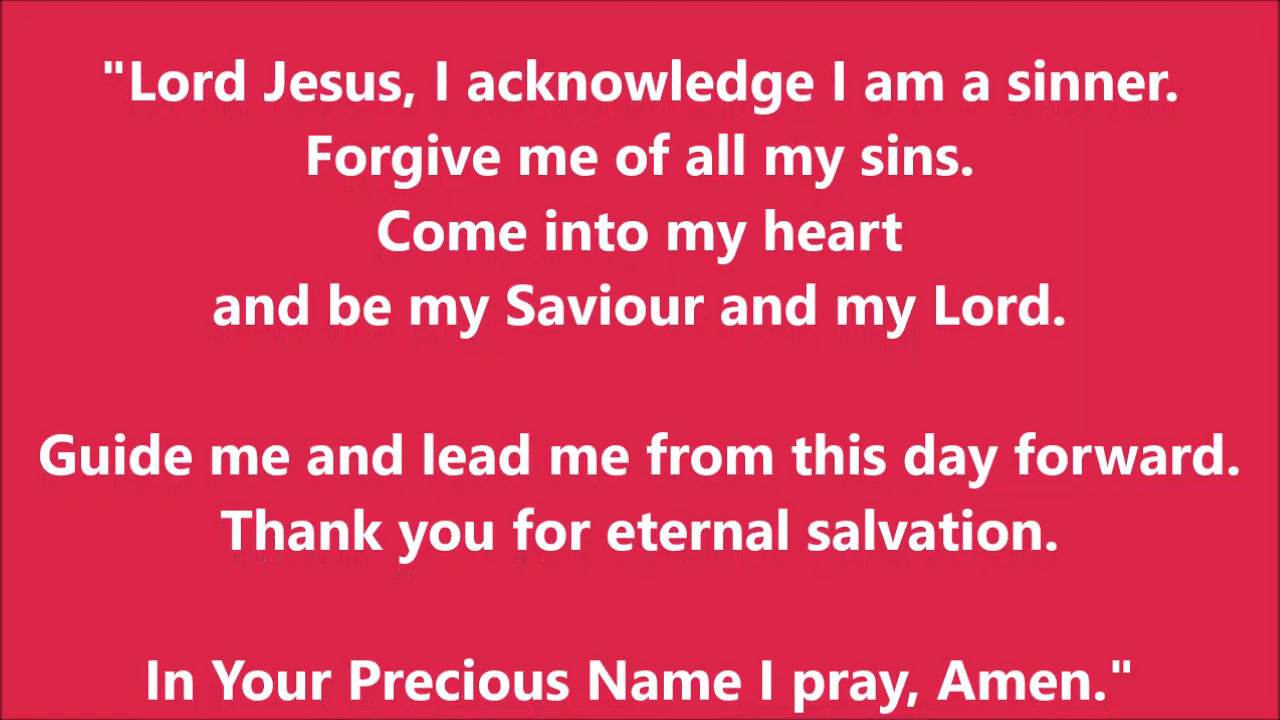 "Lord Jesus, I acknowledge I am a sinner.
Forgive me of all my sins.
Come into my heart
and be my Saviour and my Lord.
Guide me and lead me from this day forward.
Thank you for eternal salvation.
In Your Precious Name I pray, Amen."